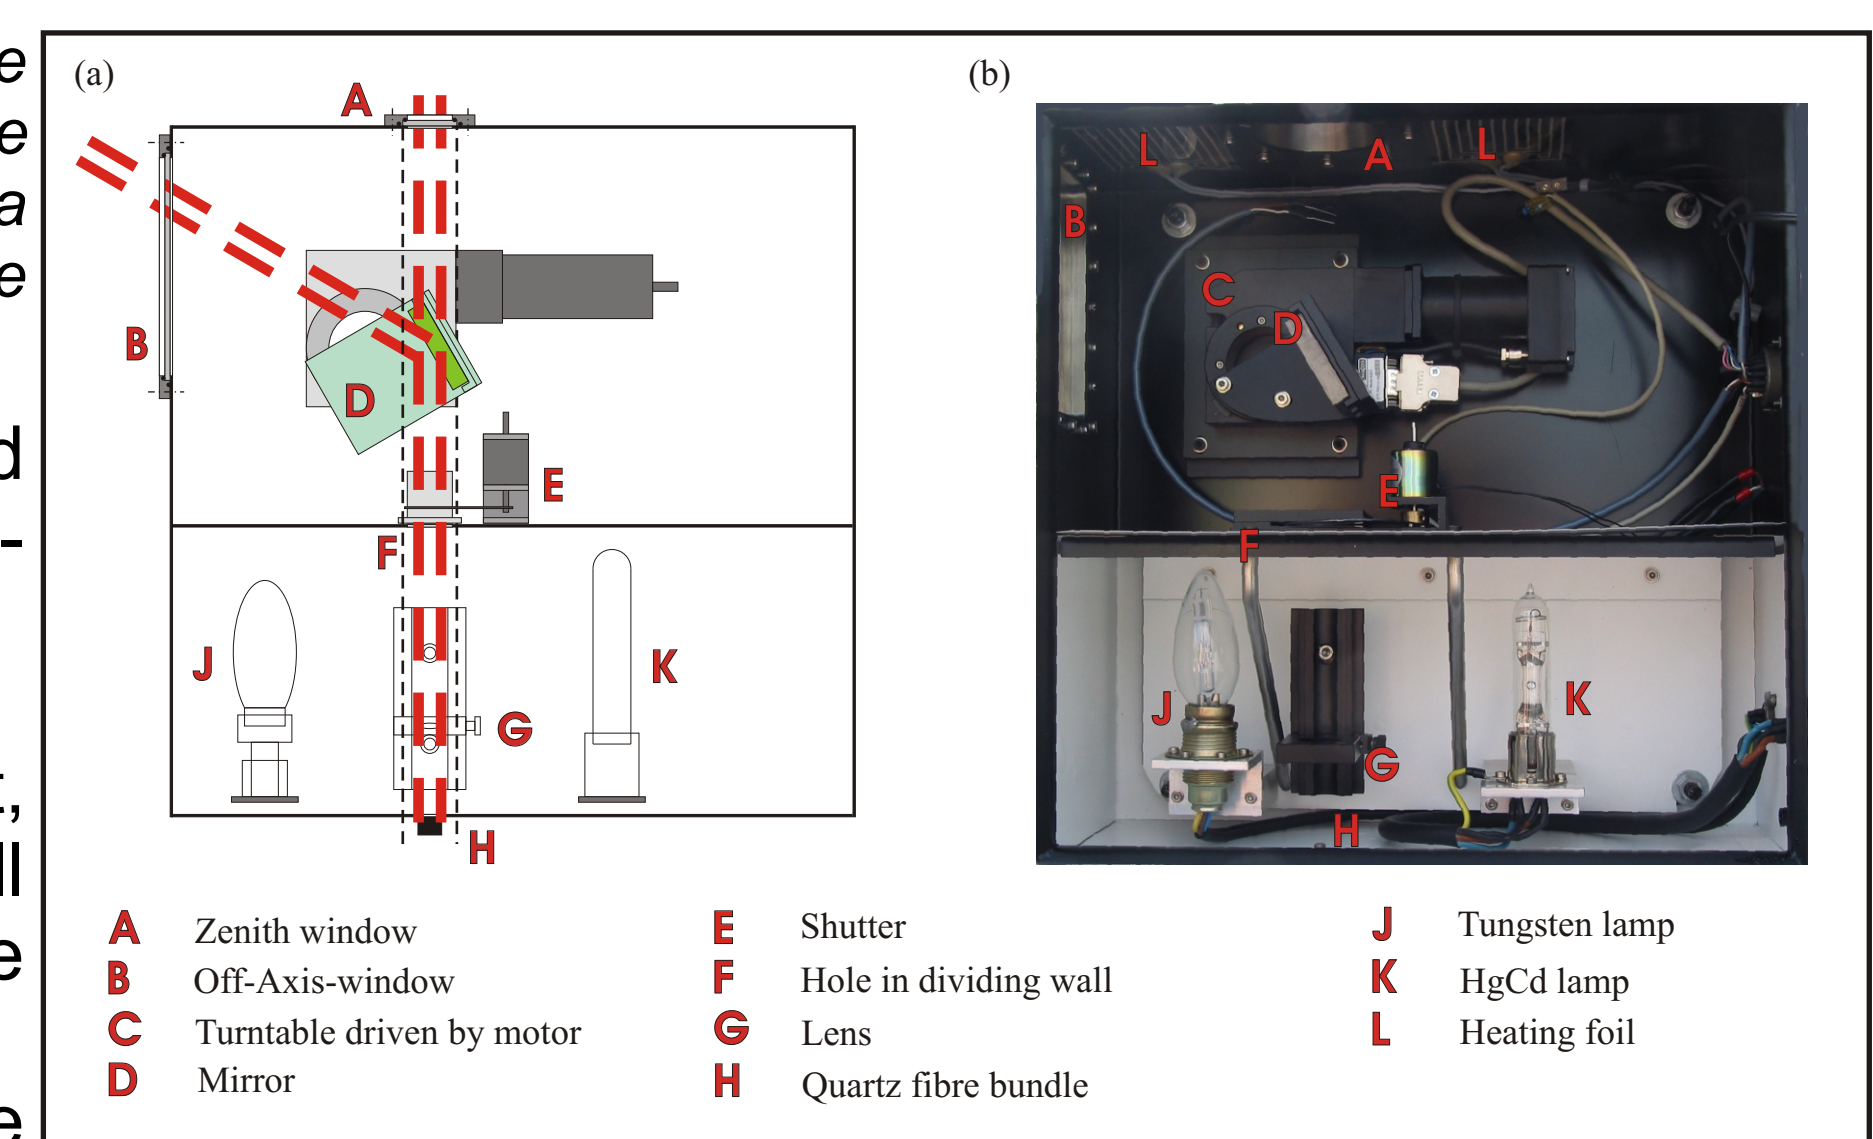 (a)
(b)
A
B
D
E
F
J
G
K
H
L
A
L
B
C
D
E
F
J
K
G
H
A Zenith window
B Off-Axis-window
C Turntable driven by motor
D Mirror
E Shutter
F Hole in dividing wall
G Lens
H Quartz fibre bundle
J Tungsten lamp
K HgCd lamp
L Heating foil